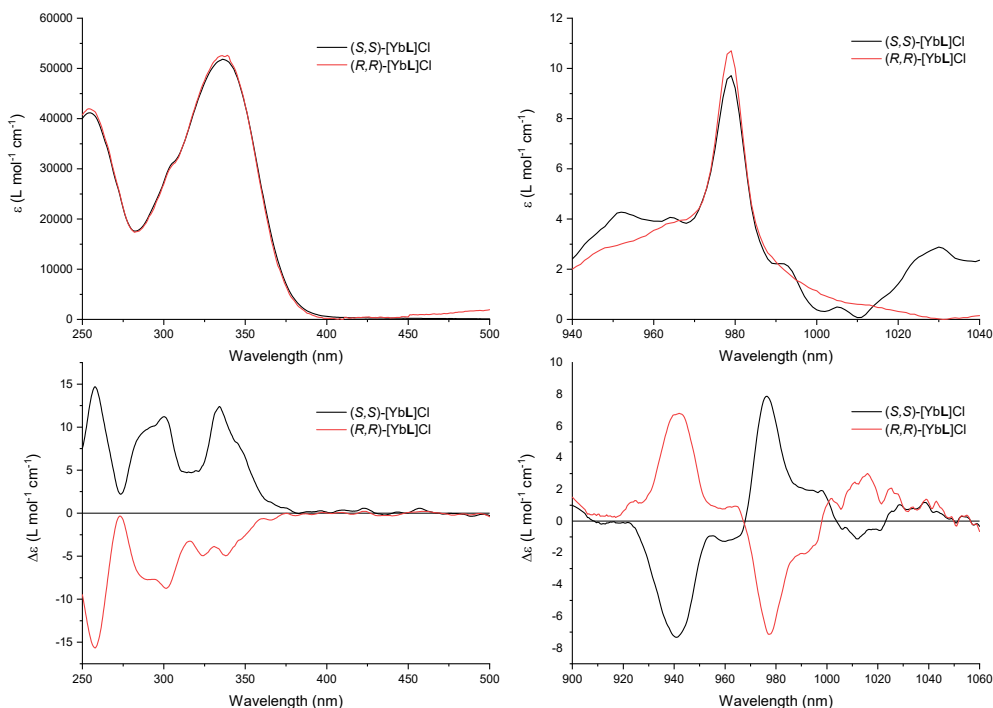 60000
50000
40000
30000
20000
10000
0
ε (L mol⁻¹ cm⁻¹)
250 300 350 400 450 500
Wavelength (nm)
(S,S)-[YbL]Cl
(R,R)-[YbL]Cl
12
10
8
6
4
2
0
ε (L mol⁻¹ cm⁻¹)
940 960 980 1000 1020 1040
Wavelength (nm)
(S,S)-[YbL]Cl
(R,R)-[YbL]Cl
15
10
5
0
-5
-10
-15
Δε (L mol⁻¹ cm⁻¹)
250 300 350 400 450 500
Wavelength (nm)
(S,S)-[YbL]Cl
(R,R)-[YbL]Cl
10
8
6
4
2
0
-2
-4
-6
-8
Δε (L mol⁻¹ cm⁻¹)
900 920 940 960 980 1000 1020 1040 1060
Wavelength (nm)
(S,S)-[YbL]Cl
(R,R)-[YbL]Cl